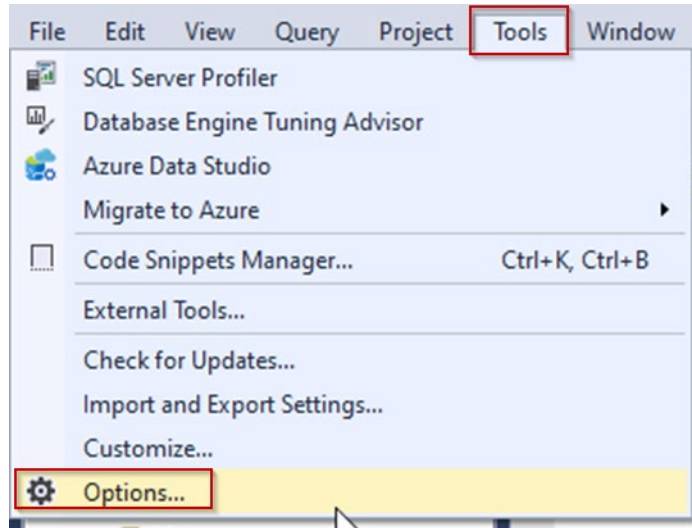 File Edit View Query Project Tools Window
SQL Server Profiler
Database Engine Tuning Advisor
Azure Data Studio
Migrate to Azure
Code Snippets Manager... Ctrl+K, Ctrl+B
External Tools...
Check for Updates...
Import and Export Settings...
Customize...
Options...